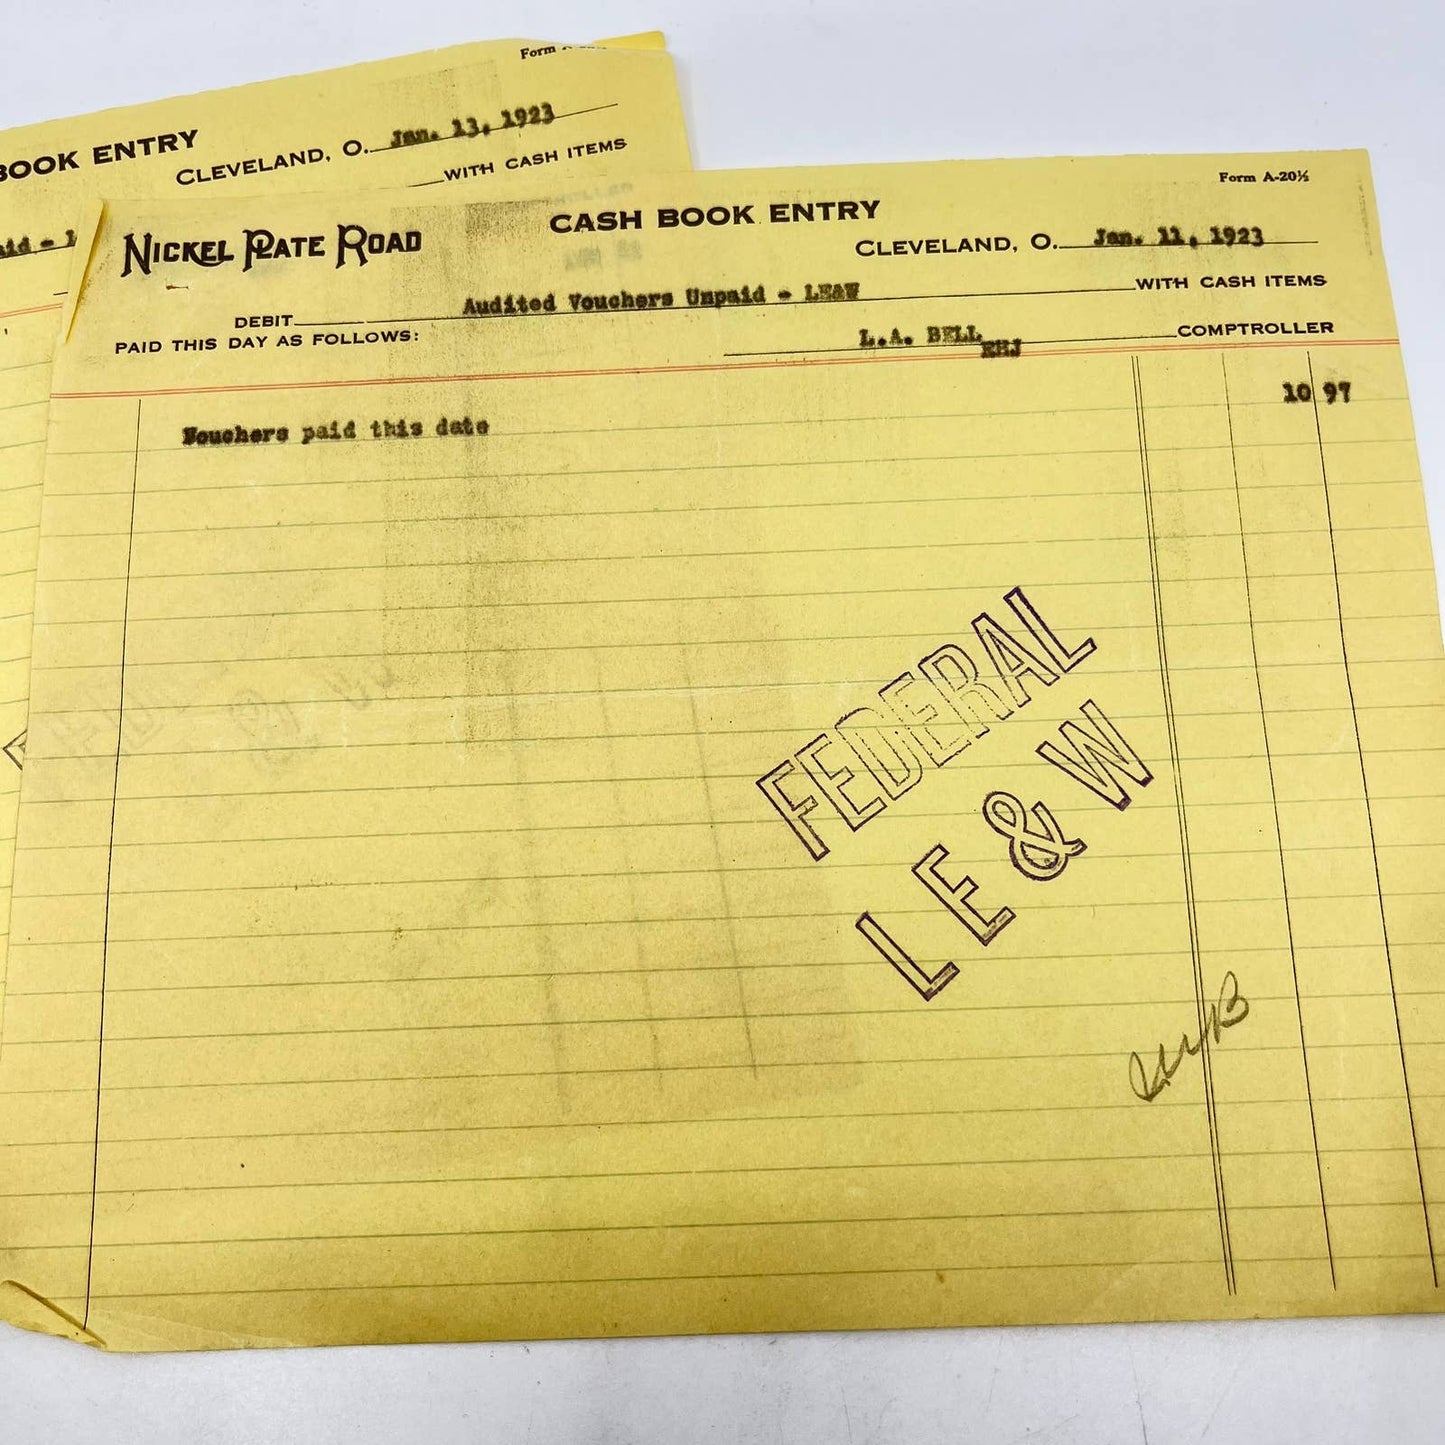 Form
BOOK ENTRY
CLEVELAND, O. Jan. 13, 1923
WITH CASH ITEMS
Form A-20½
CASH BOOK ENTRY
NICKEL PLATE ROAD
CLEVELAND, O. Jan. 11, 1923
DEBIT Audited Vouchers Unpaid - LE&W WITH CASH ITEMS
PAID THIS DAY AS FOLLOWS:
L.A. BELL COMPTROLLER
EHJ
10 97
Vouchers paid this date
FEDERAL
LE&W